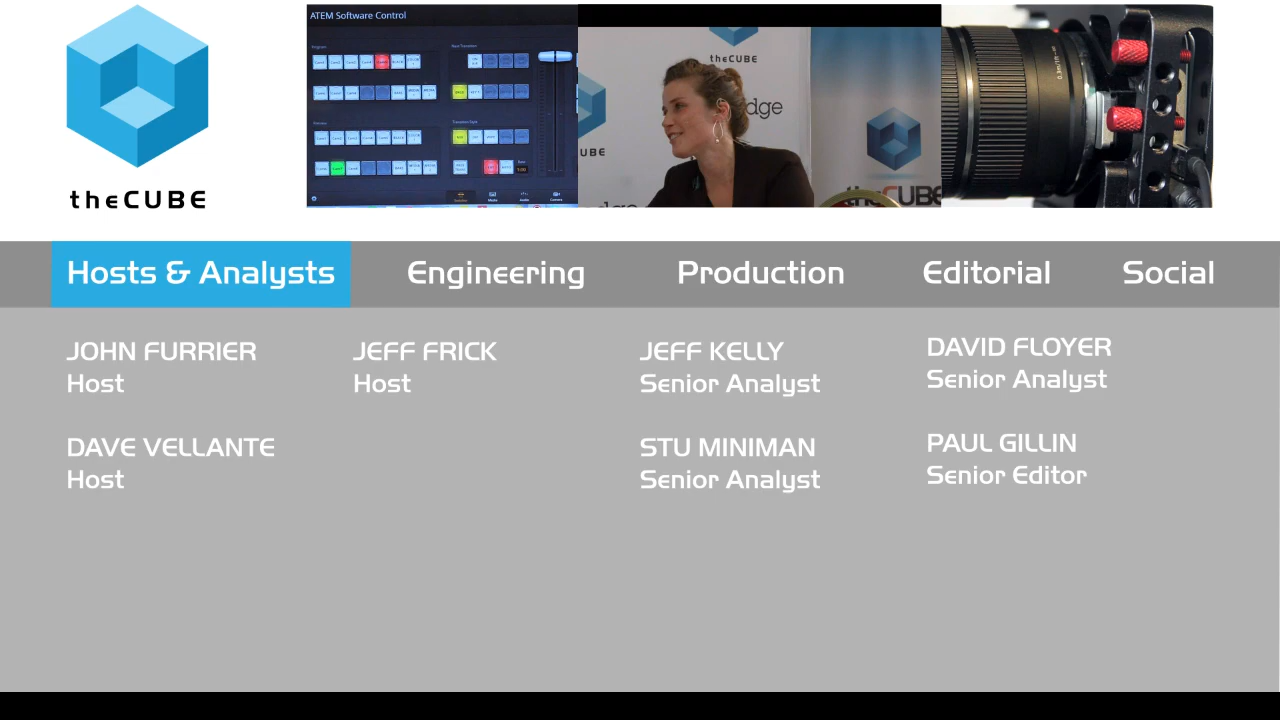 ATEM Software Control
theCUBE
dge
UBE
theCUBE
dge
theCUBE
Hosts & Analysts
Engineering
Production
Editorial
Social
JOHN FURRIER
Host
JEFF FRICK
Host
JEFF KELLY
Senior Analyst
DAVID FLOYER
Senior Analyst
DAVE VELLANTE
Host
STU MINIMAN
Senior Analyst
PAUL GILLIN
Senior Editor